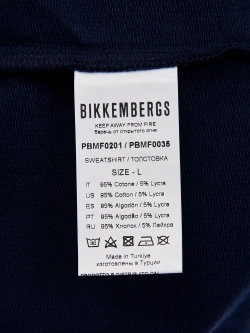 BIKKEMBERGS
KEEP AWAY FROM FIRE
беречь от открытого огня
PBMF0201 / PBMF0035
SWEATSHIRT / ТОЛСТОВКА
SIZE - L
IT 95% Cotone / 5% Lycra
US 95% Cotton / 5% Lycra
ES 95% Algodón / 5% Lycra
PT 95% Algodão / 5% Lycra
RU 95% Хлопок / 5% Лайкра
Made in Turkiye
изготовлены в Турции